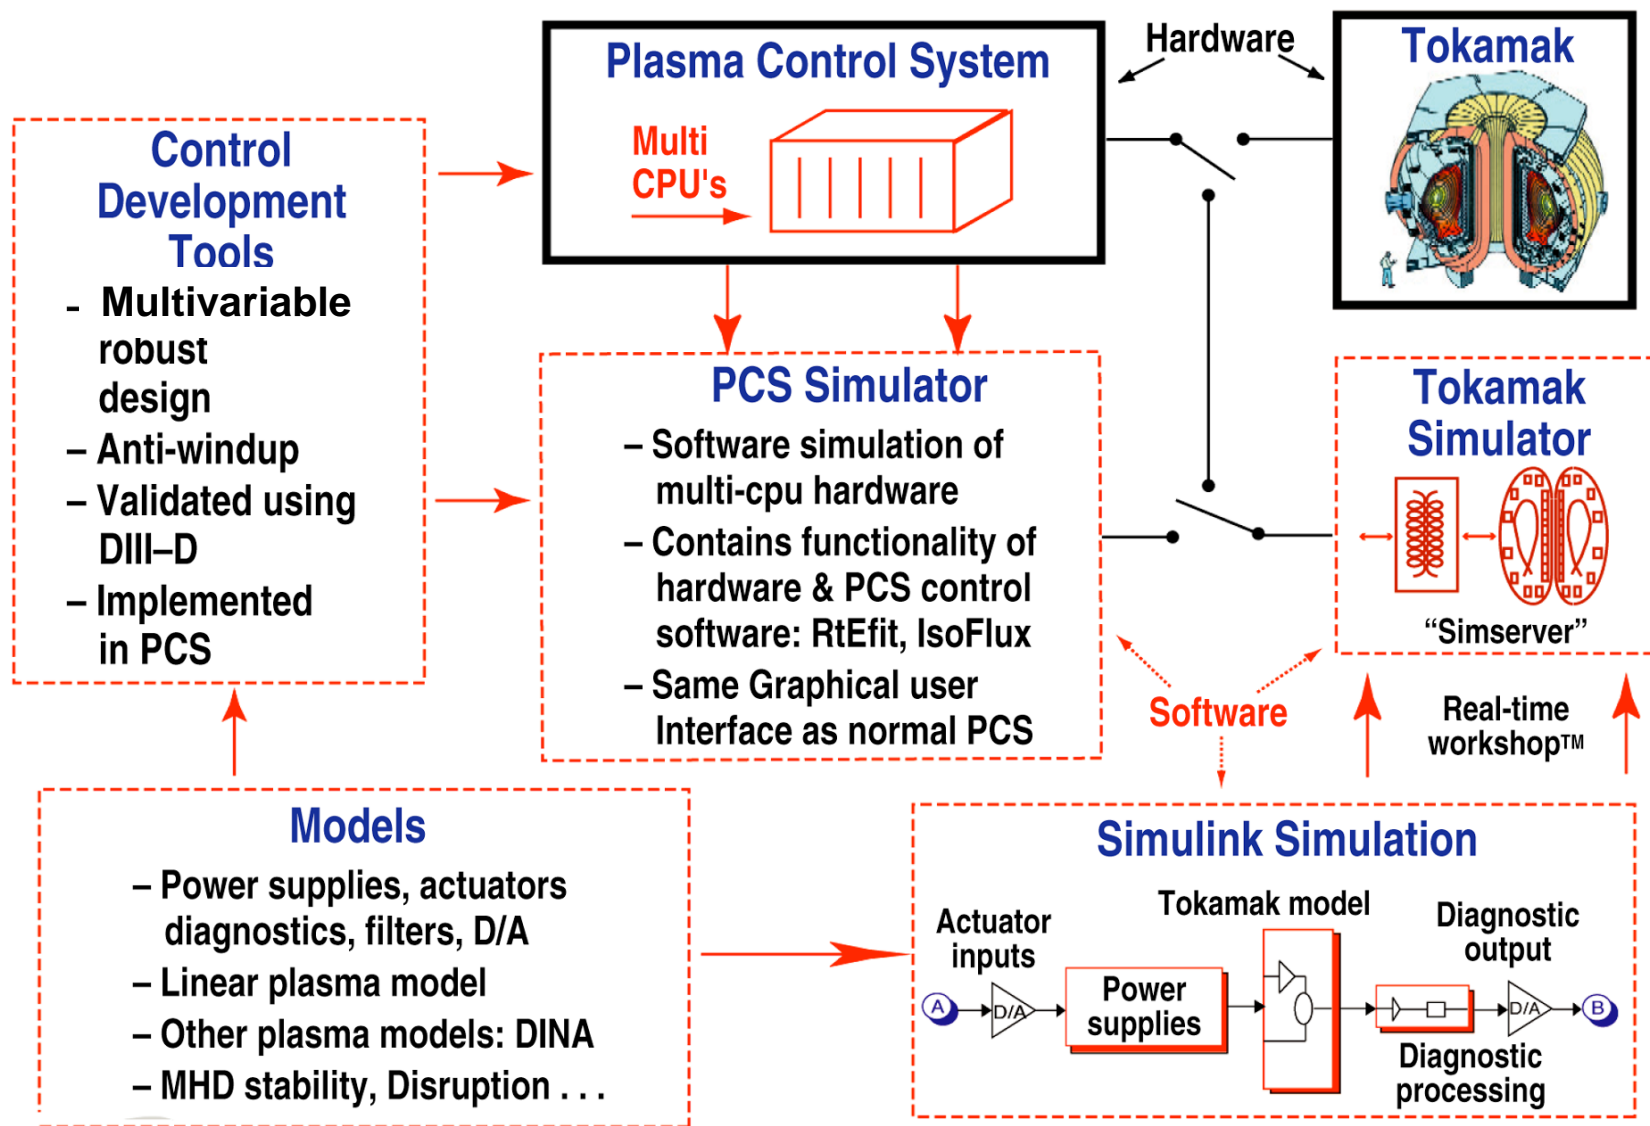 Plasma Control System
Multi
CPU's
Hardware
Tokamak
Control
Development
Tools
- Multivariable
robust
design
– Anti-windup
– Validated using
DIII–D
– Implemented
in PCS
PCS Simulator
– Software simulation of
multi-cpu hardware
– Contains functionality of
hardware & PCS control
software: RtEfit, IsoFlux
– Same Graphical user
Interface as normal PCS
Tokamak
Simulator
“Simserver”
Software
Real-time
workshop™
Models
– Power supplies, actuators
diagnostics, filters, D/A
– Linear plasma model
– Other plasma models: DINA
– MHD stability, Disruption . . .
Simulink Simulation
Actuator
inputs
Tokamak model
Diagnostic
output
A
D/A
Power
supplies
D/A
B
Diagnostic
processing